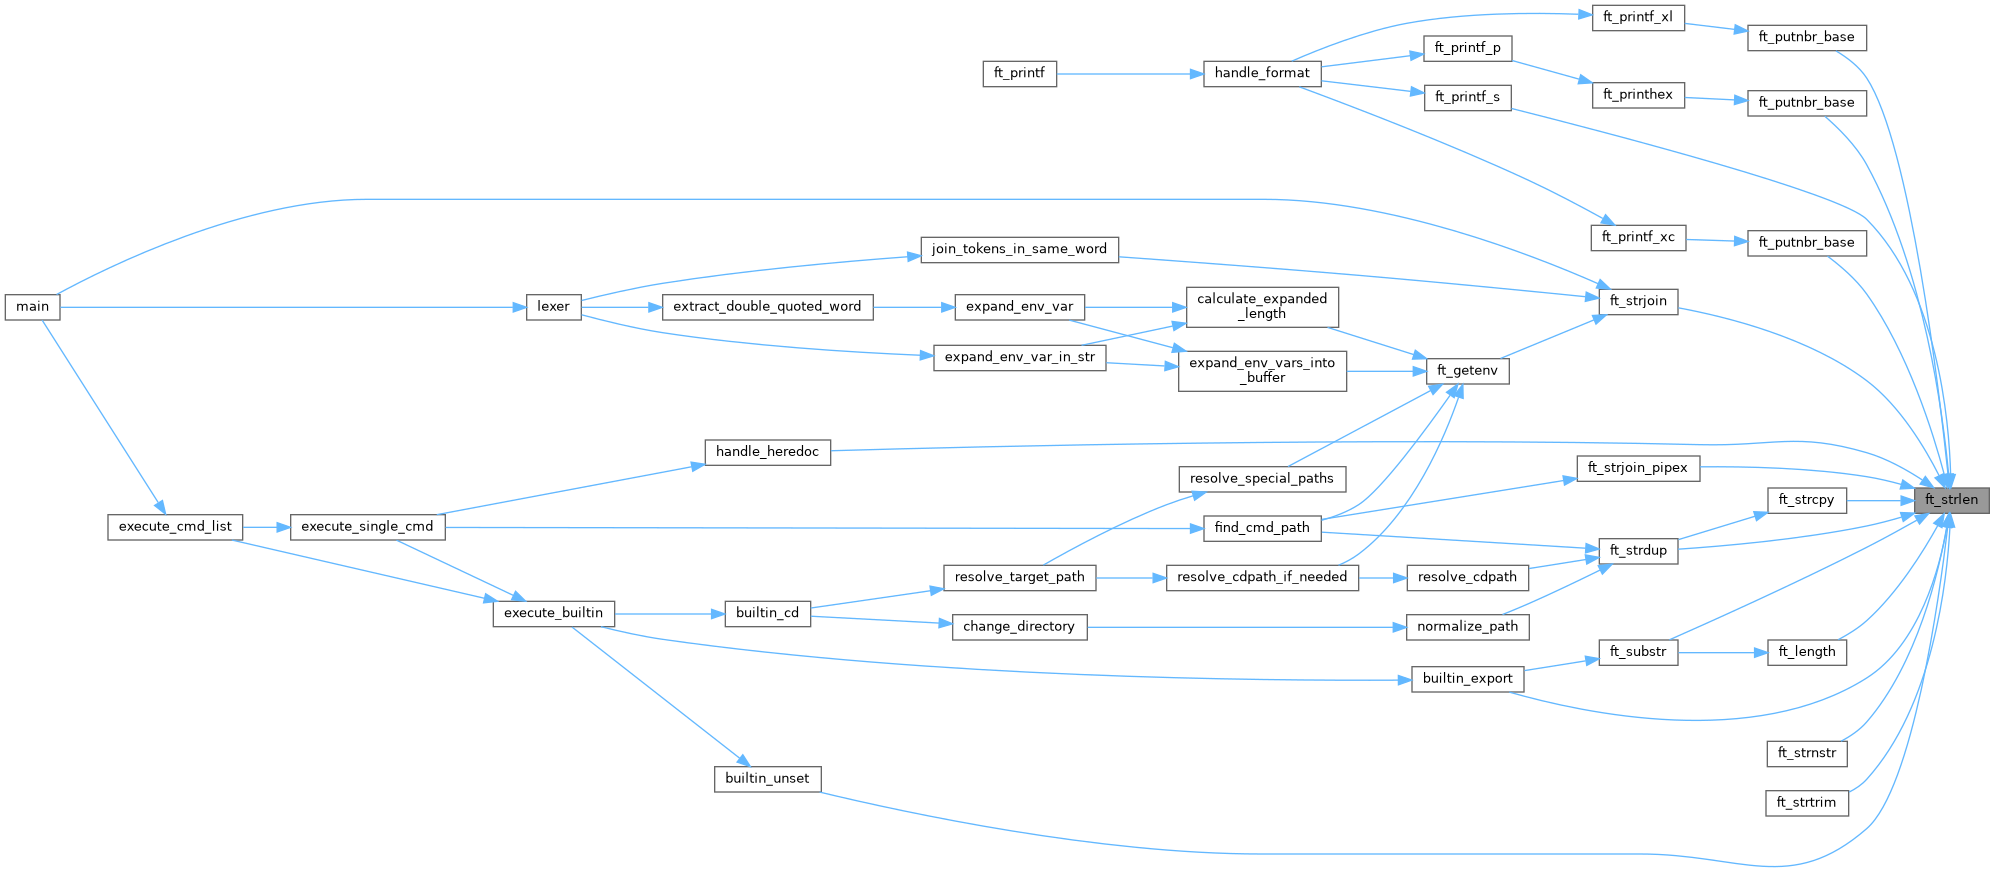 ft_printf_xl
ft_putnbr_base
ft_printf_p
ft_printf
handle_format
ft_printhex
ft_printf_s
ft_putnbr_base
ft_printf_xc
ft_putnbr_base
join_tokens_in_same_word
main
lexer
extract_double_quoted_word
expand_env_var
calculate_expanded
_length
ft_strjoin
expand_env_var_in_str
expand_env_vars_into
_buffer
ft_getenv
handle_heredoc
resolve_special_paths
ft_strjoin_pipex
ft_strcpy
ft_strlen
execute_cmd_list
execute_single_cmd
find_cmd_path
ft_strdup
resolve_target_path
resolve_cdpath_if_needed
resolve_cdpath
execute_builtin
builtin_cd
change_directory
normalize_path
ft_substr
ft_length
builtin_export
ft_strnstr
builtin_unset
ft_strtrim